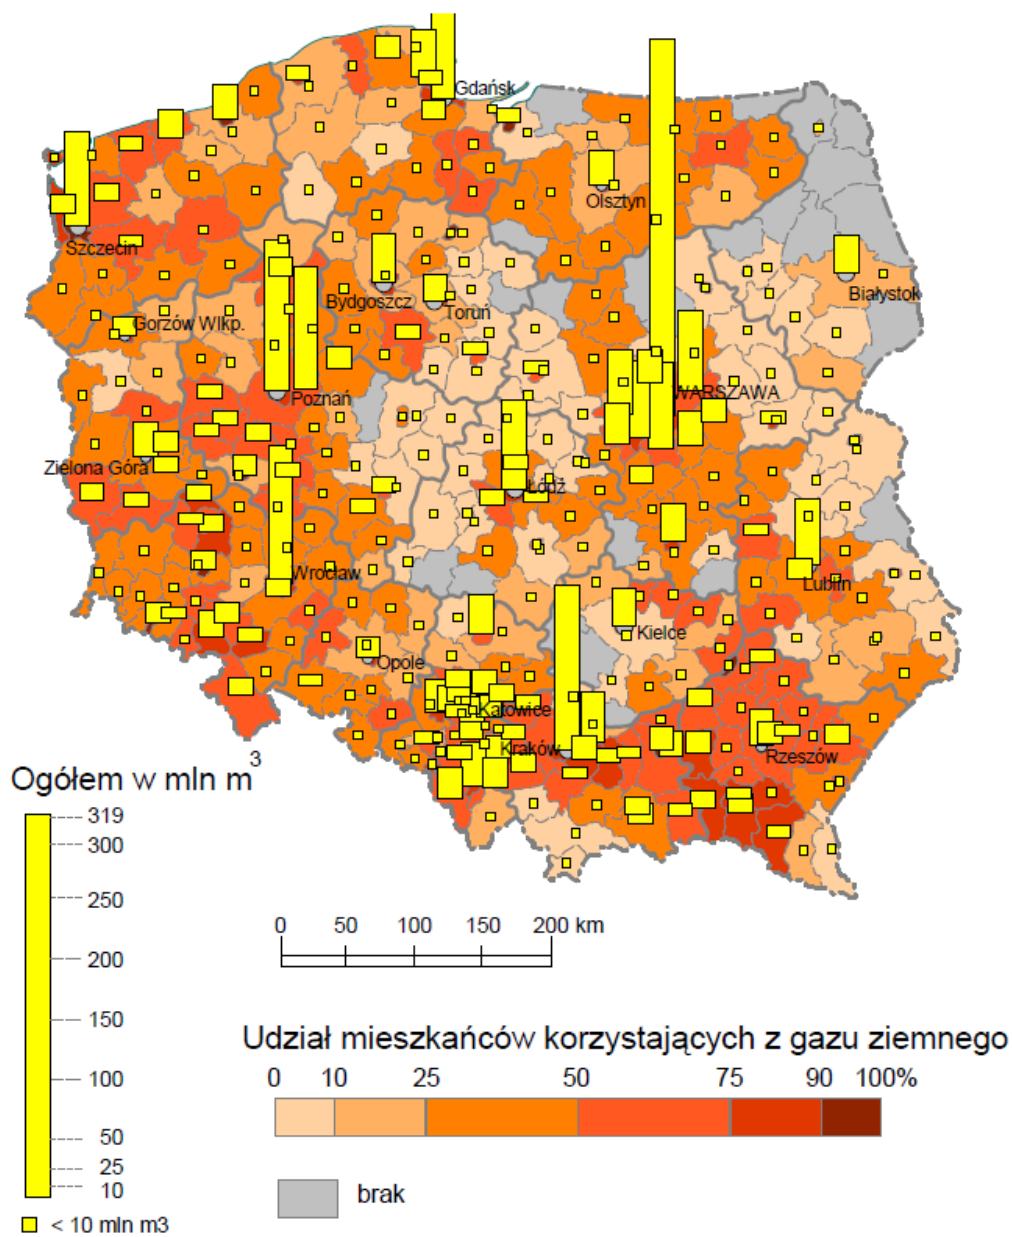 Gdańsk
Olsztyn
Szczecin
Białystok
Bydgoszcz
Toruń
Gorzów Wlkp.
WARSZAWA
Poznań
Zielona Góra
Łódź
Wrocław
Lublin
Kielce
Opole
Katowice
Kraków
Rzeszów
Ogółem w mln m3
319
300
250
200
150
100
50
25
10
< 10 mln m3
0 50 100 150 200 km
Udział mieszkańców korzystających z gazu ziemnego
0 10 25 50 75 90 100%
brak